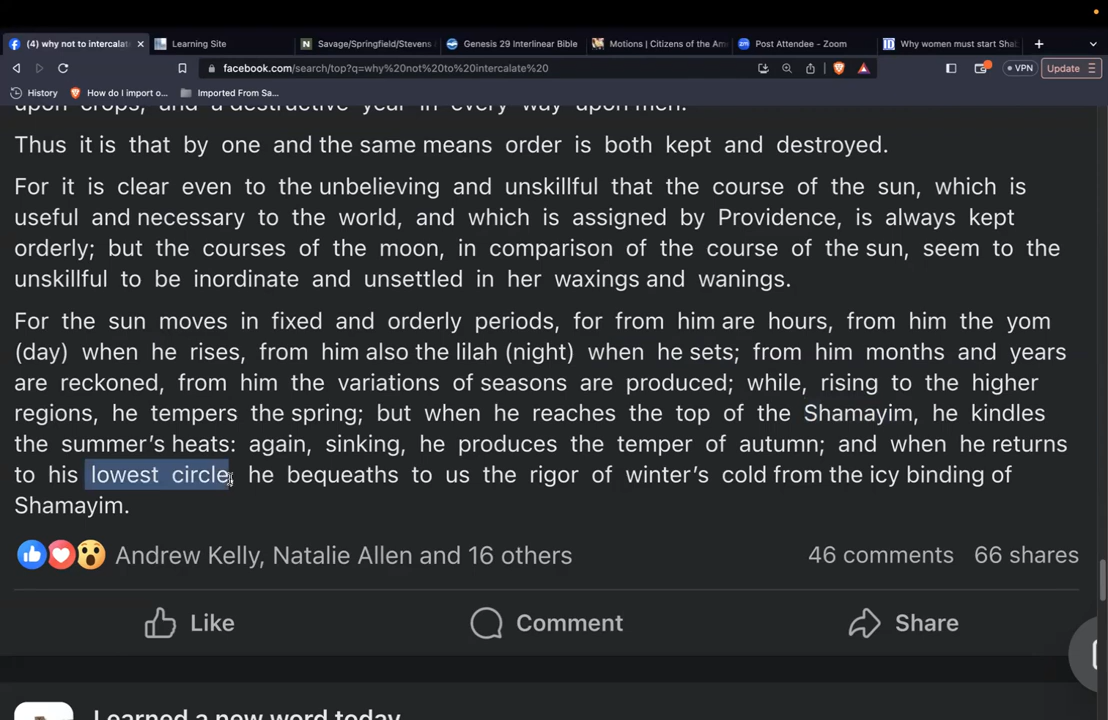 (4) why not to intercalat
Learning Site
Savage/Springfield/Stevens
Genesis 29 Interlinear Bible
Motions | Citizens of the Ame
Post Attendee - Zoom
Why women must start Shab
facebook.com/search/top?q=why%20not%20to%20intercalate%20
VPN
Update
History
How do I import o...
Imported From Sa...
upon crops, and a destructive year in every way upon men.
Thus it is that by one and the same means order is both kept and destroyed.
For it is clear even to the unbelieving and unskillful that the course of the sun, which is
useful and necessary to the world, and which is assigned by Providence, is always kept
orderly; but the courses of the moon, in comparison of the course of the sun, seem to the
unskillful to be inordinate and unsettled in her waxings and wanings.
For the sun moves in fixed and orderly periods, for from him are hours, from him the yom
(day) when he rises, from him also the lilah (night) when he sets; from him months and years
are reckoned, from him the variations of seasons are produced; while, rising to the higher
regions, he tempers the spring; but when he reaches the top of the Shamayim, he kindles
the summer's heats: again, sinking, he produces the temper of autumn; and when he returns
to his lowest circle, he bequeaths to us the rigor of winter's cold from the icy binding of
Shamayim.
Andrew Kelly, Natalie Allen and 16 others
46 comments 66 shares
Like
Comment
Share
Learned a new word today